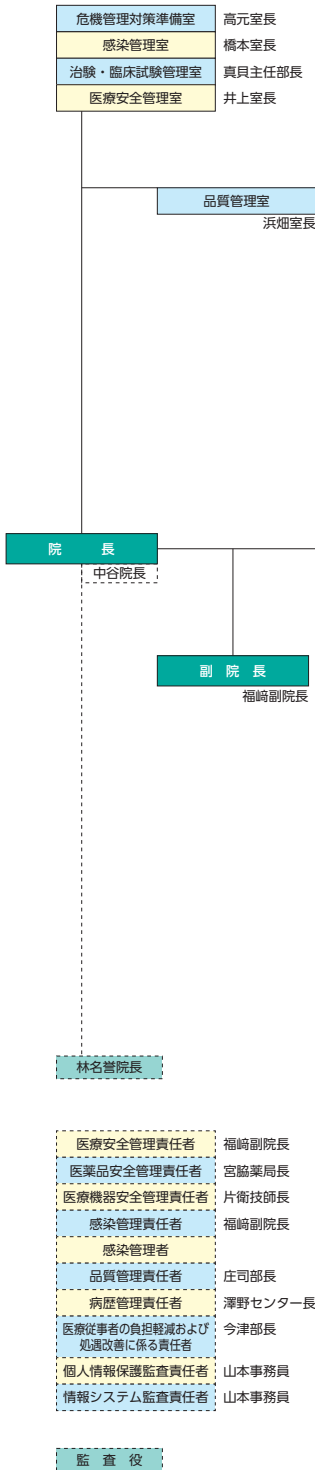 危機管理対策準備室 高元室長
感染管理室 橋本室長
治験・臨床試験管理室 真貝主任部長
医療安全管理室 井上室長
品質管理室
浜畑室長
院 長
中谷院長
副 院 長
福﨑副院長
林名誉院長
医療安全管理責任者 福﨑副院長
医薬品安全管理責任者 宮脇薬局長
医療機器安全管理責任者 片衛技師長
感染管理責任者 福﨑副院長
感染管理者
品質管理責任者 庄司部長
病歴管理責任者 澤野センター長
医療従事者の負担軽減および 今津部長
処遇改善に係る責任者
個人情報保護監査責任者 山本事務員
情報システム監査責任者 山本事務員
監 査 役